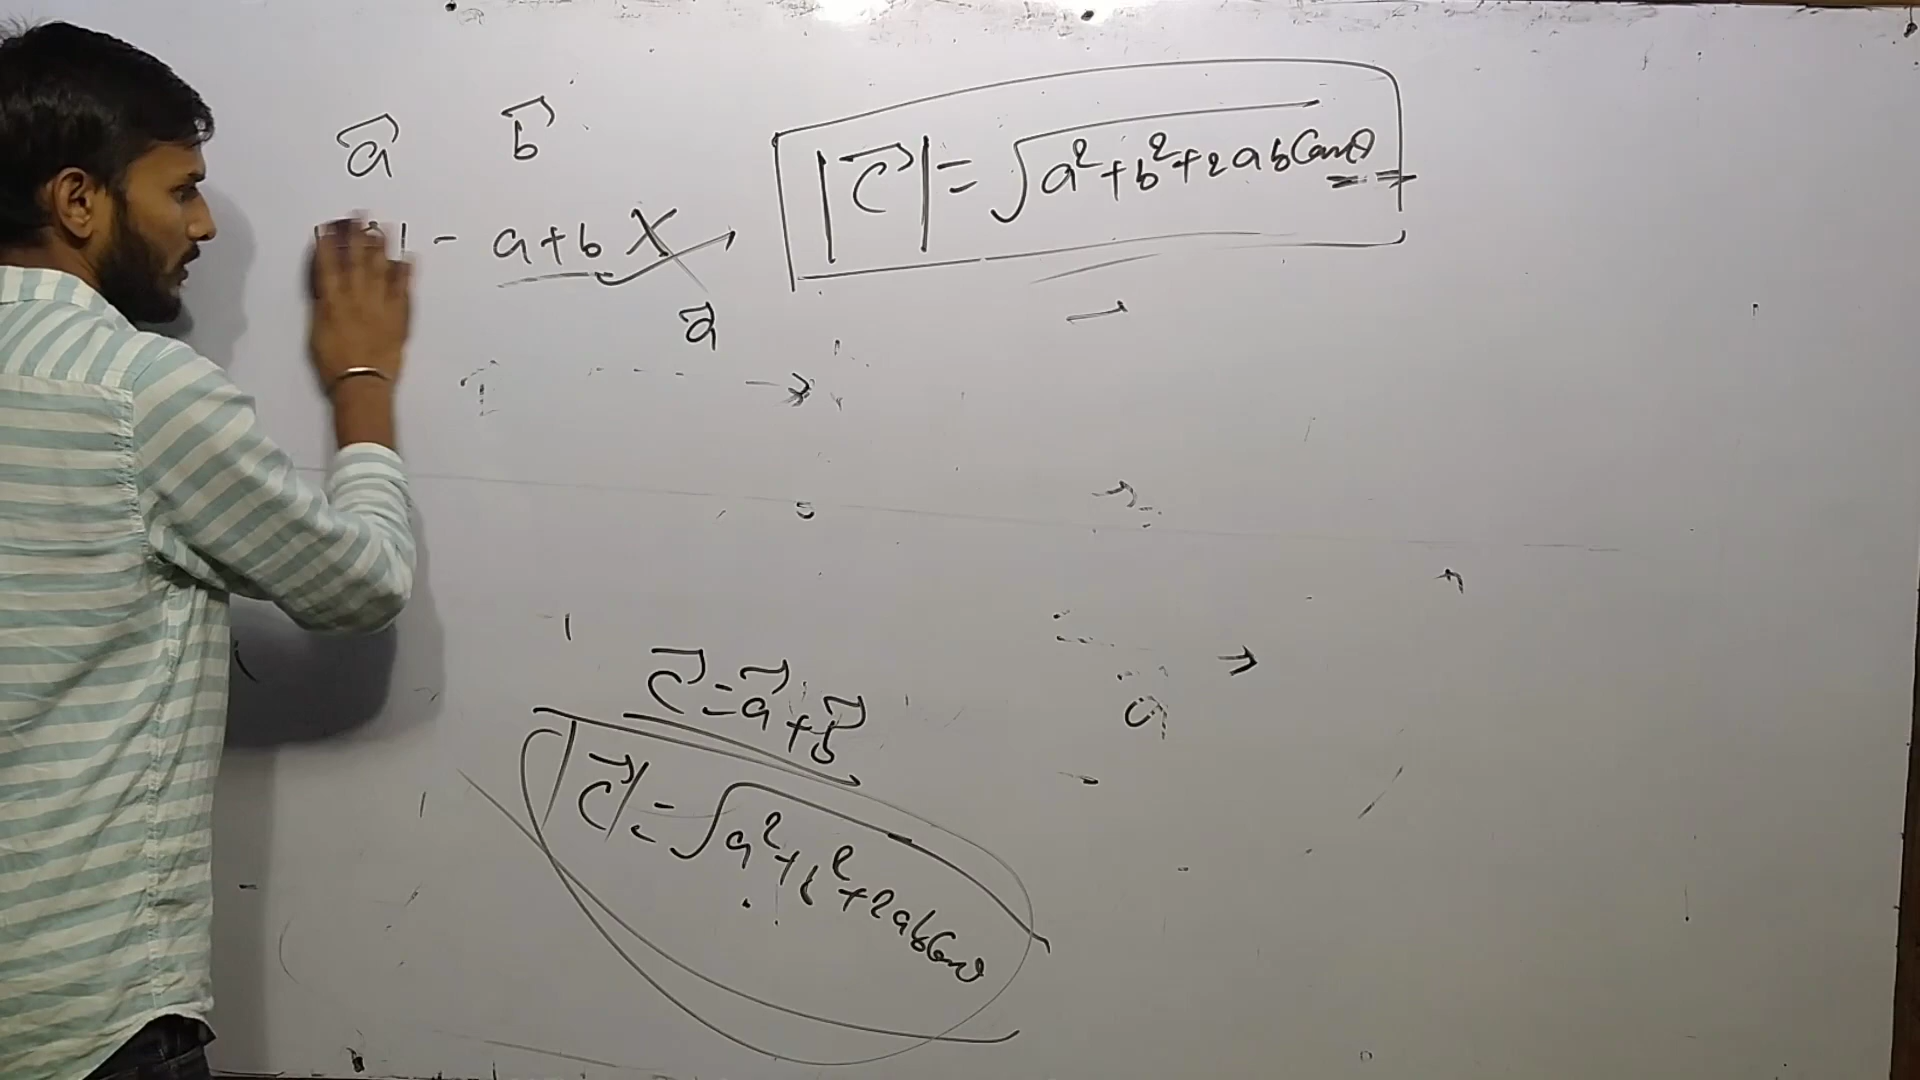 a⃗ b⃗
- a+b X
|c⃗| = √a²+b²+2abCosθ
a⃗
c⃗ = a⃗ + b⃗
|c⃗| = √a²+b²+2abCosθ